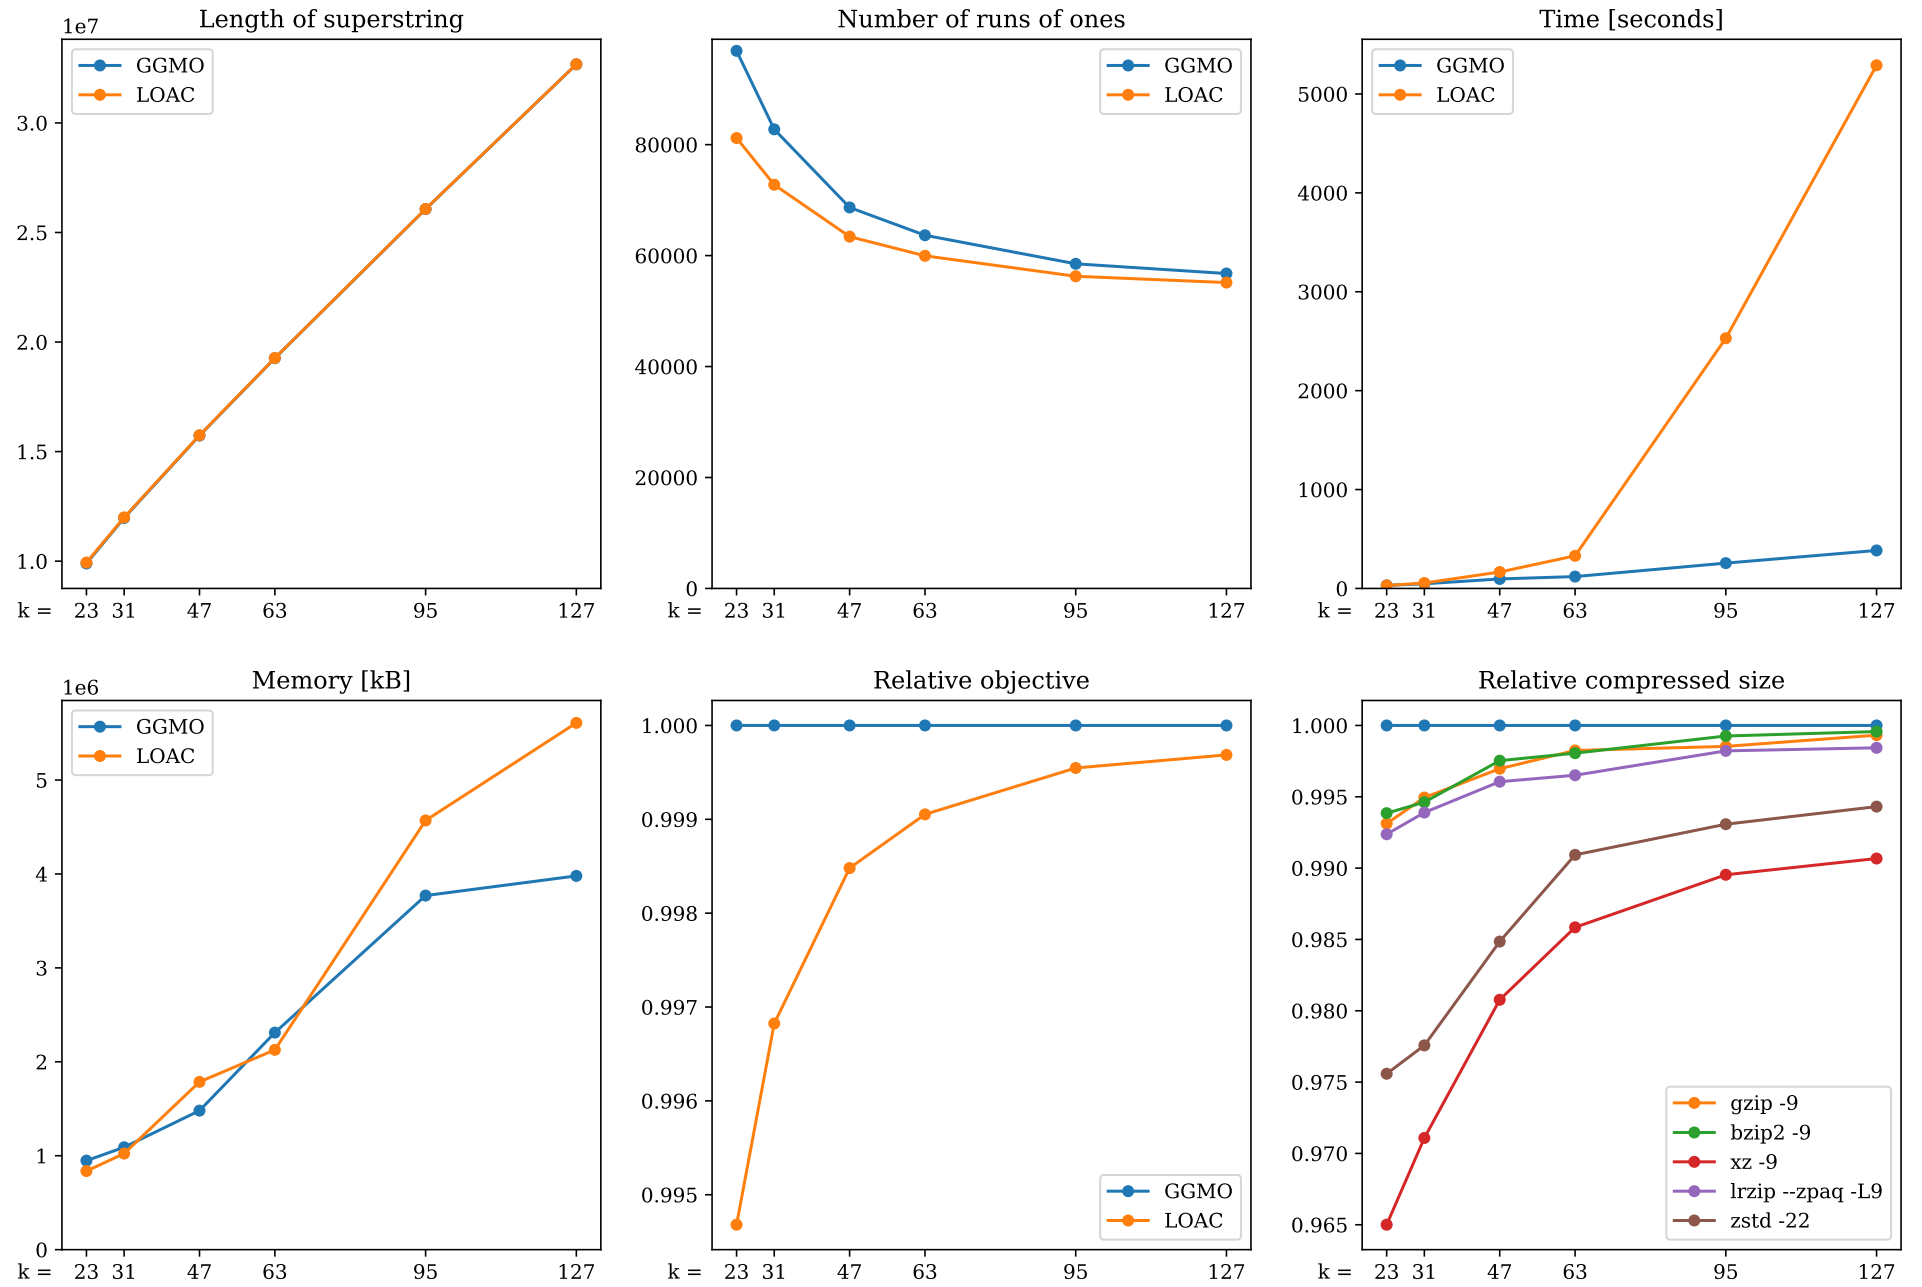 Length of superstring
1e7
GGMO
LOAC
3.0
2.5
2.0
1.5
1.0
k = 23 31 47 63 95 127
Number of runs of ones
GGMO
LOAC
80000
60000
40000
20000
0
k = 23 31 47 63 95 127
Time [seconds]
GGMO
LOAC
5000
4000
3000
2000
1000
0
k = 23 31 47 63 95 127
Memory [kB]
1e6
GGMO
LOAC
5
4
3
2
1
0
k = 23 31 47 63 95 127
Relative objective
1.000
0.999
0.998
0.997
0.996
0.995
GGMO
LOAC
k = 23 31 47 63 95 127
Relative compressed size
1.000
0.995
0.990
0.985
0.980
0.975
0.970
0.965
gzip -9
bzip2 -9
xz -9
lrzip --zpaq -L9
zstd -22
k = 23 31 47 63 95 127